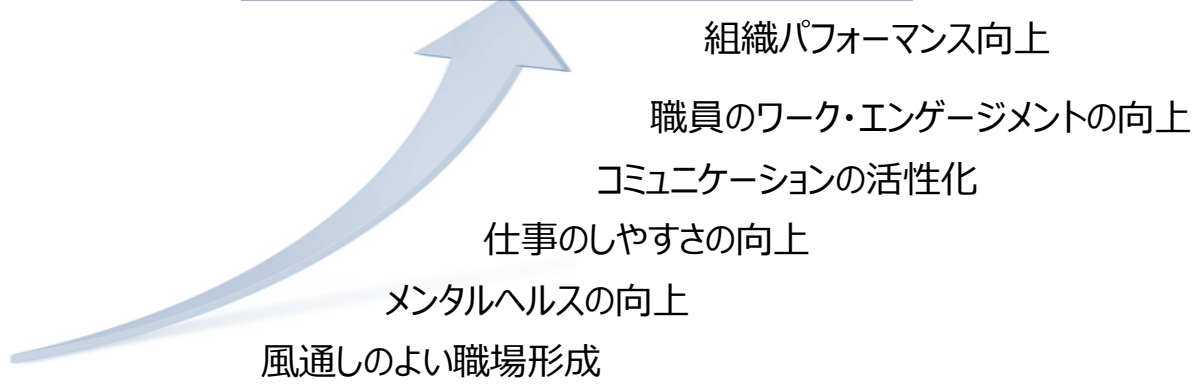 組織パフォーマンス向上
職員のワーク・エンゲージメントの向上
コミュニケーションの活性化
仕事のしやすさの向上
メンタルヘルスの向上
風通しのよい職場形成